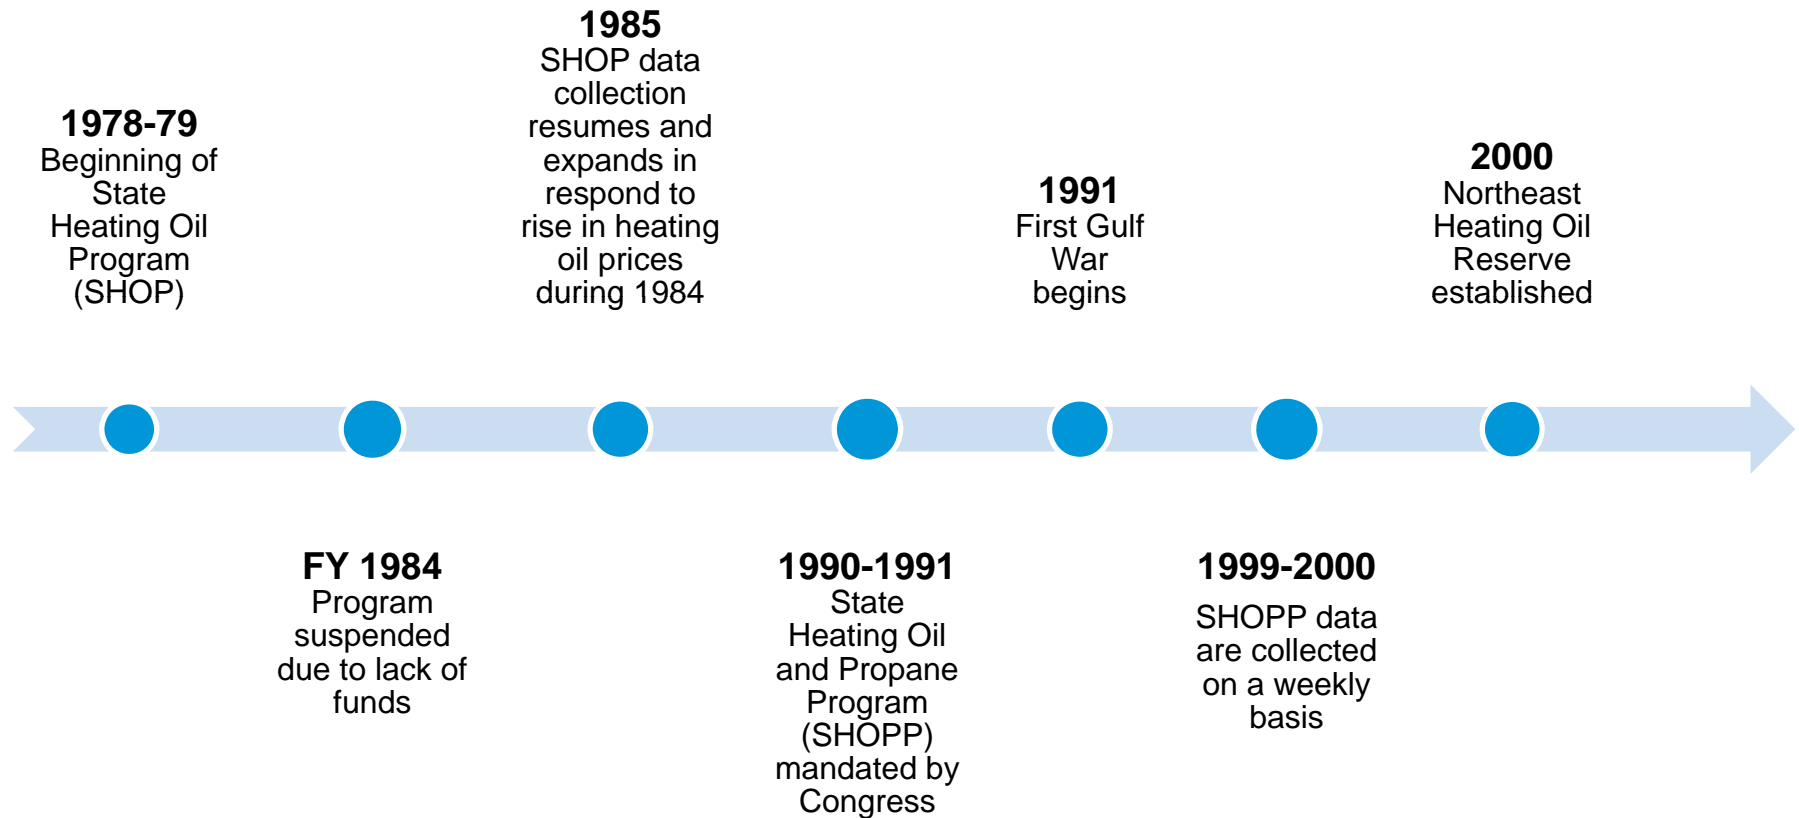 1978-79
Beginning of
State
Heating Oil
Program
(SHOP)
FY 1984
Program
suspended
due to lack of
funds
1985
SHOP data
collection
resumes and
expands in
respond to
rise in heating
oil prices
during 1984
1990-1991
State
Heating Oil
and Propane
Program
(SHOPP)
mandated by
Congress
1991
First Gulf
War
begins
1999-2000
SHOPP data
are collected
on a weekly
basis
2000
Northeast
Heating Oil
Reserve
established